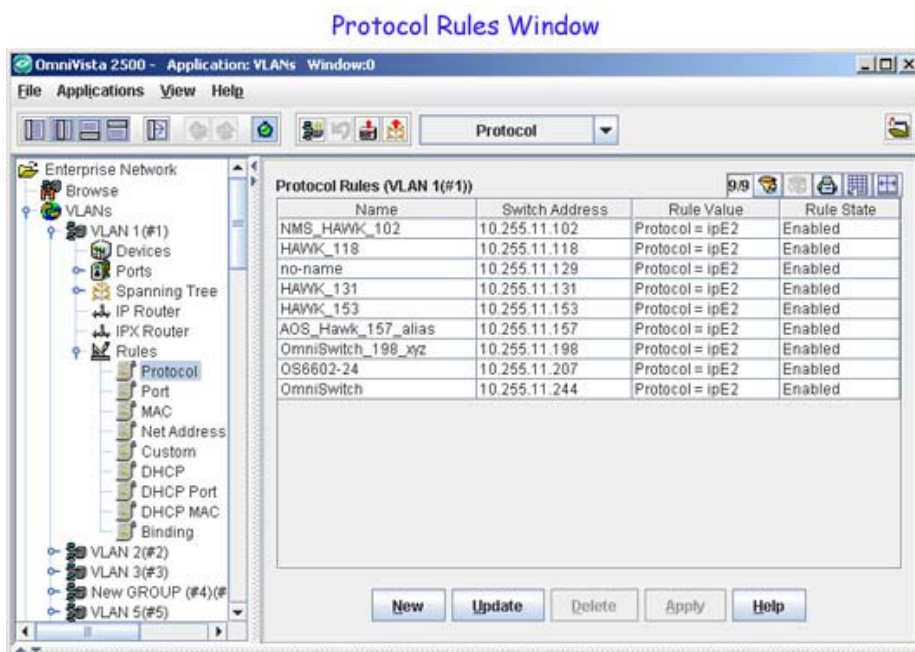 Protocol Rules Window
OmniVista 2500 - Application: VLANs Window:0
File Applications View Help
Protocol
Enterprise Network
Browse
VLANs
VLAN 1(#1)
Devices
Ports
Spanning Tree
IP Router
IPX Router
Rules
Protocol
Port
MAC
Net Address
Custom
DHCP
DHCP Port
DHCP MAC
Binding
VLAN 2(#2)
VLAN 3(#3)
New GROUP (#4)(#
VLAN 5(#5)
Protocol Rules (VLAN 1(#1))
9/9
Name Switch Address Rule Value Rule State
NMS_HAWK_102 10.255.11.102 Protocol = ipE2 Enabled
HAWK_118 10.255.11.118 Protocol = ipE2 Enabled
no-name 10.255.11.129 Protocol = ipE2 Enabled
HAWK_131 10.255.11.131 Protocol = ipE2 Enabled
HAWK_153 10.255.11.153 Protocol = ipE2 Enabled
AOS_Hawk_157_alias 10.255.11.157 Protocol = ipE2 Enabled
OmniSwitch_198_xyz 10.255.11.198 Protocol = ipE2 Enabled
OS6602-24 10.255.11.207 Protocol = ipE2 Enabled
OmniSwitch 10.255.11.244 Protocol = ipE2 Enabled
New Update Delete Apply Help